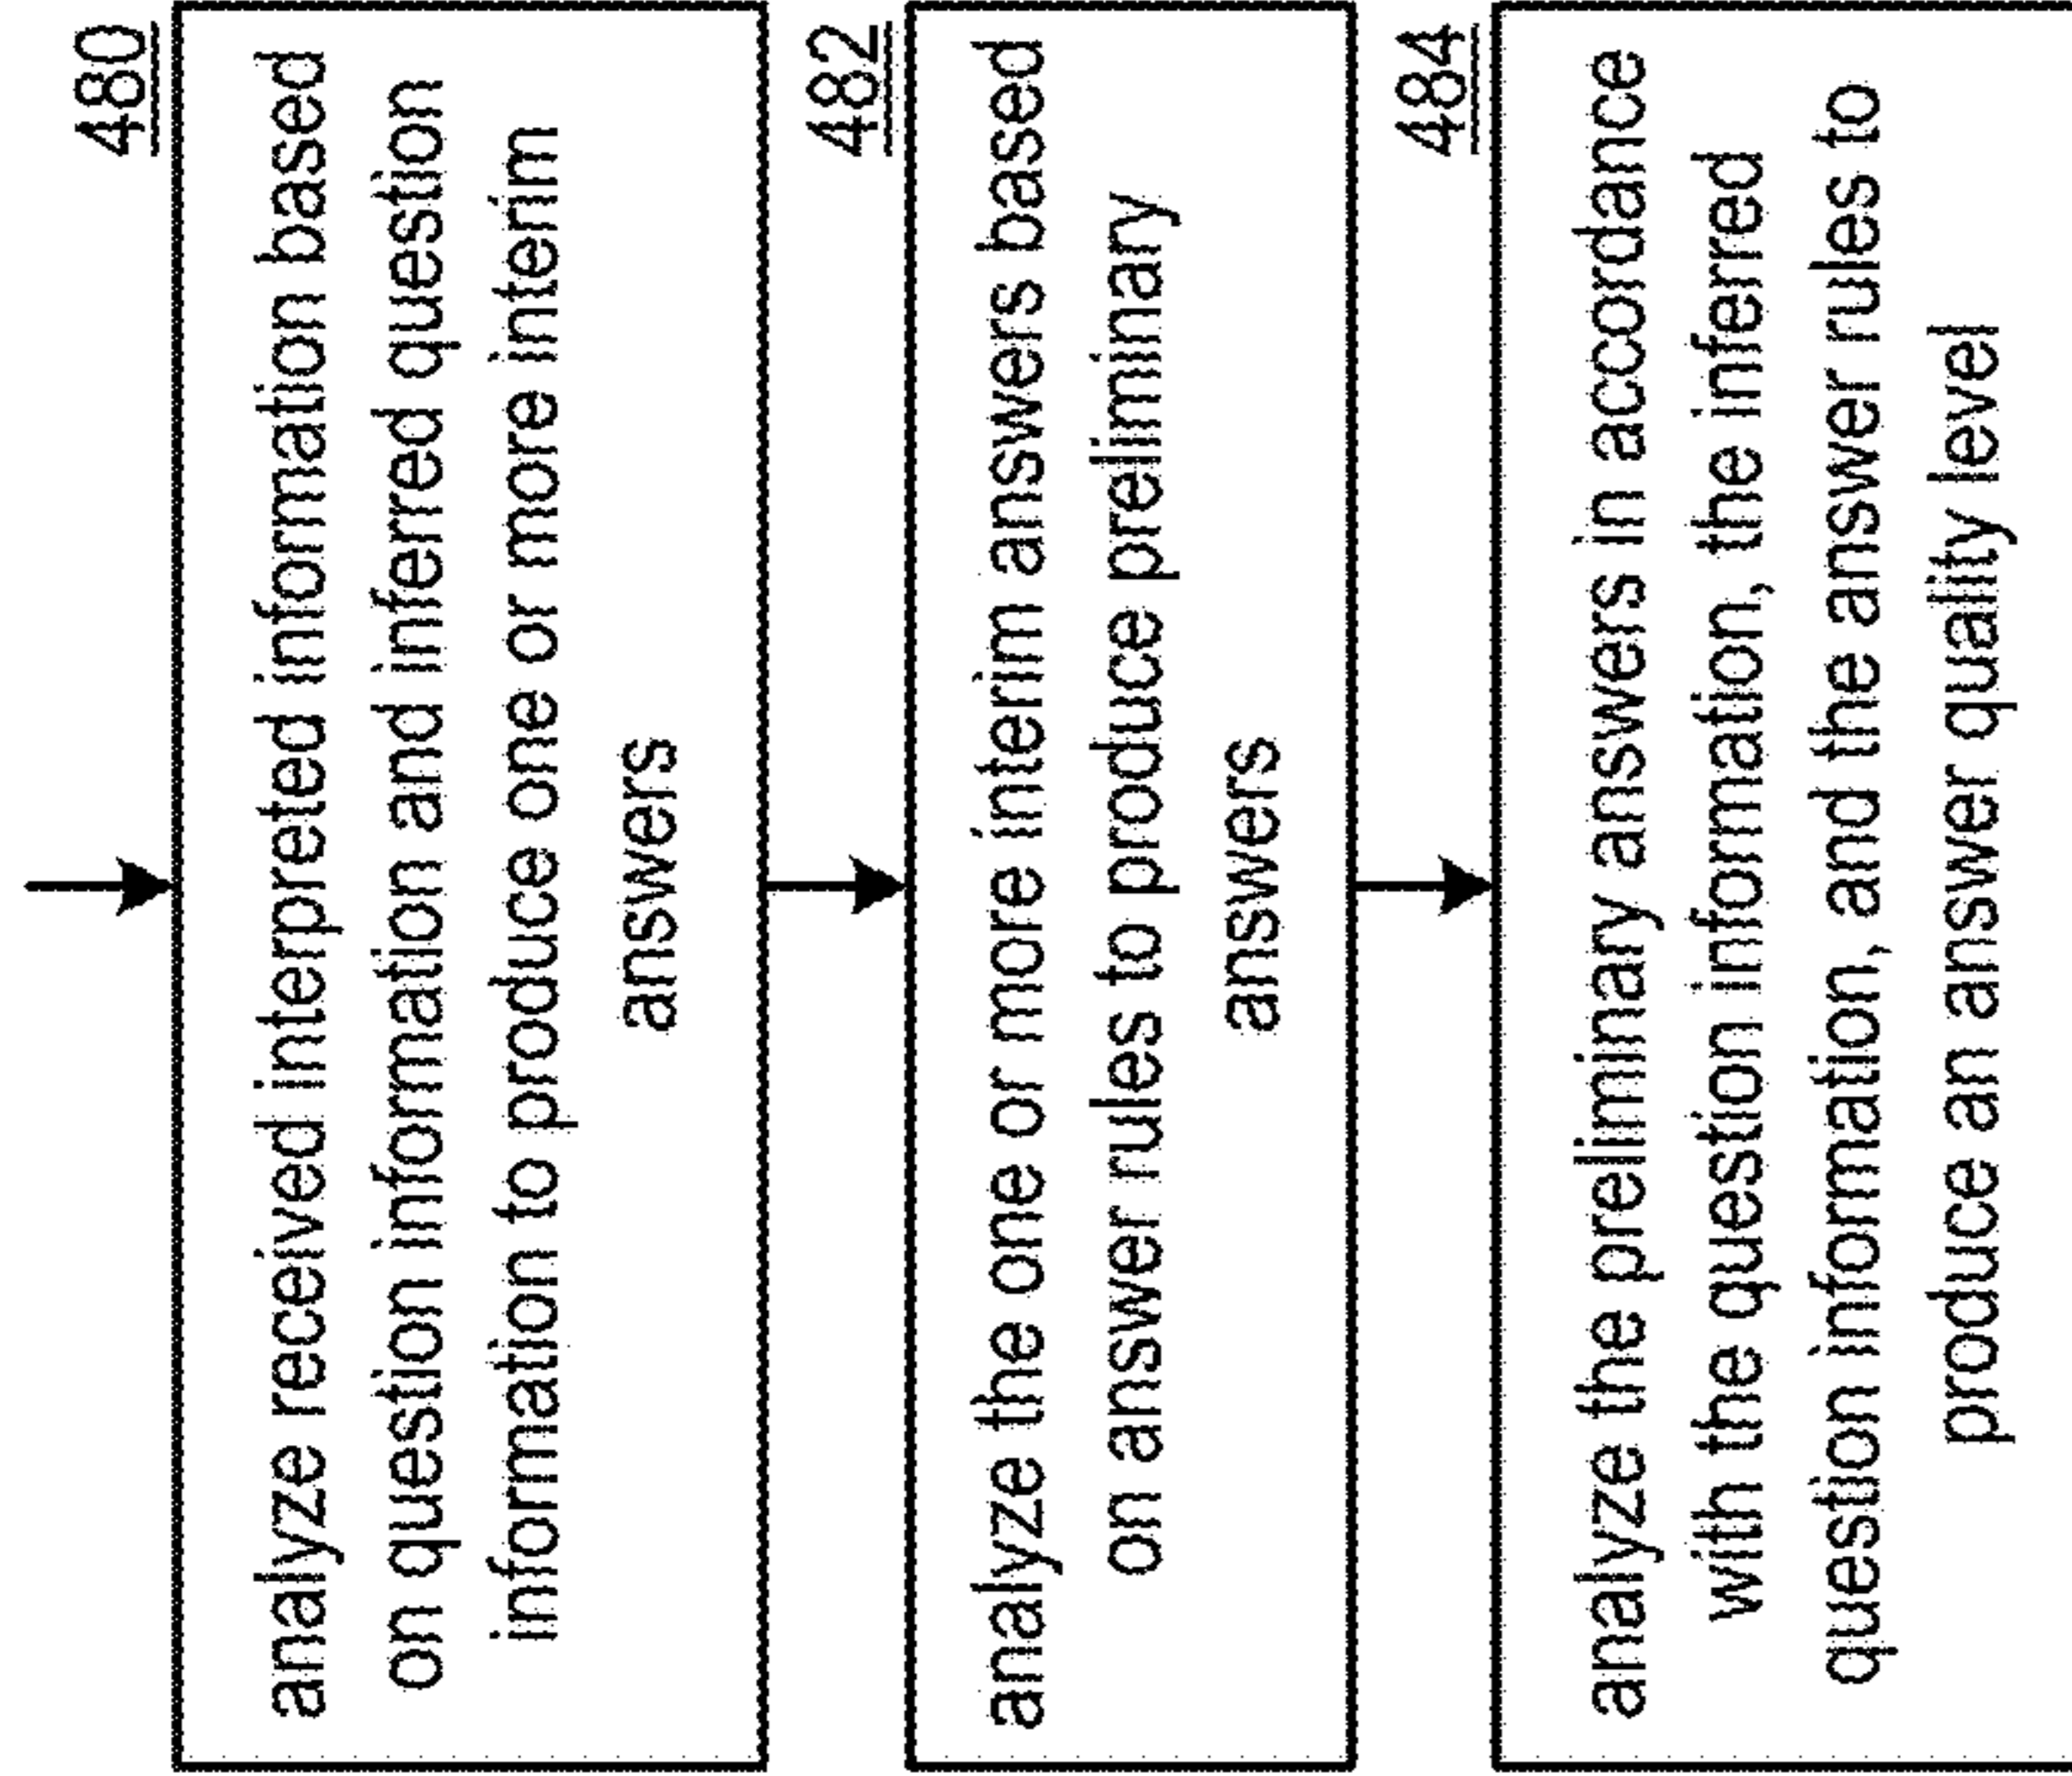 480
analyze received interpreted information based
on question information and inferred question
information to produce one or more interim
answers
482
analyze the one or more interim answers based
on answer rules to produce preliminary
answers
484
analyze the preliminary answers in accordance
with the question information, the inferred
question information, and the answer rules to
produce an answer quality level